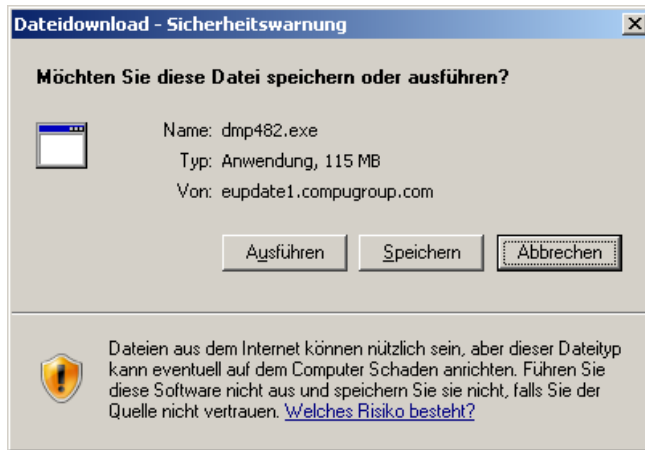 Dateidownload - Sicherheitswarnung
Möchten Sie diese Datei speichern oder ausführen?
Name: dmp482.exe
Typ: Anwendung, 115 MB
Von: eupdate1.compugroup.com
Ausführen Speichern Abbrechen
Dateien aus dem Internet können nützlich sein, aber dieser Dateityp
kann eventuell auf dem Computer Schaden anrichten. Führen Sie
diese Software nicht aus und speichern Sie sie nicht, falls Sie der
Quelle nicht vertrauen. Welches Risiko besteht?